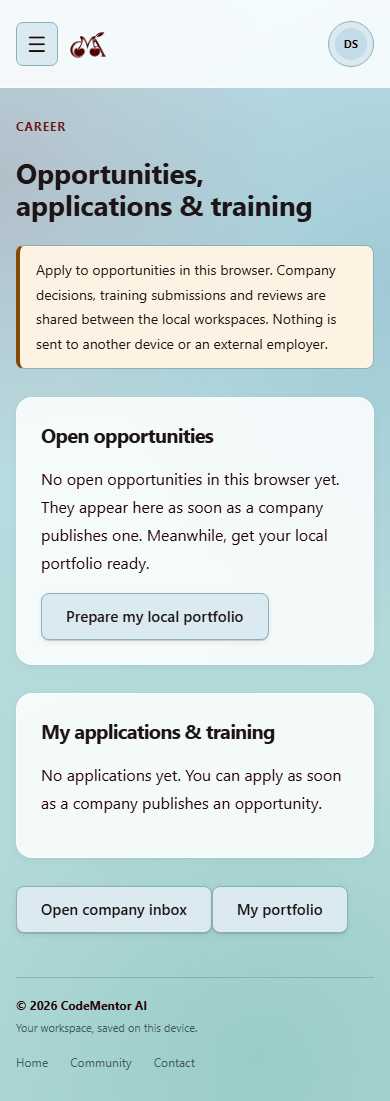 DS
CAREER
Opportunities,
applications & training
Apply to opportunities in this browser. Company
decisions, training submissions and reviews are
shared between the local workspaces. Nothing is
sent to another device or an external employer.
Open opportunities
No open opportunities in this browser yet.
They appear here as soon as a company
publishes one. Meanwhile, get your local
portfolio ready.
Prepare my local portfolio
My applications & training
No applications yet. You can apply as soon
as a company publishes an opportunity.
Open company inbox
My portfolio
© 2026 CodeMentor AI
Your workspace, saved on this device.
Home
Community
Contact